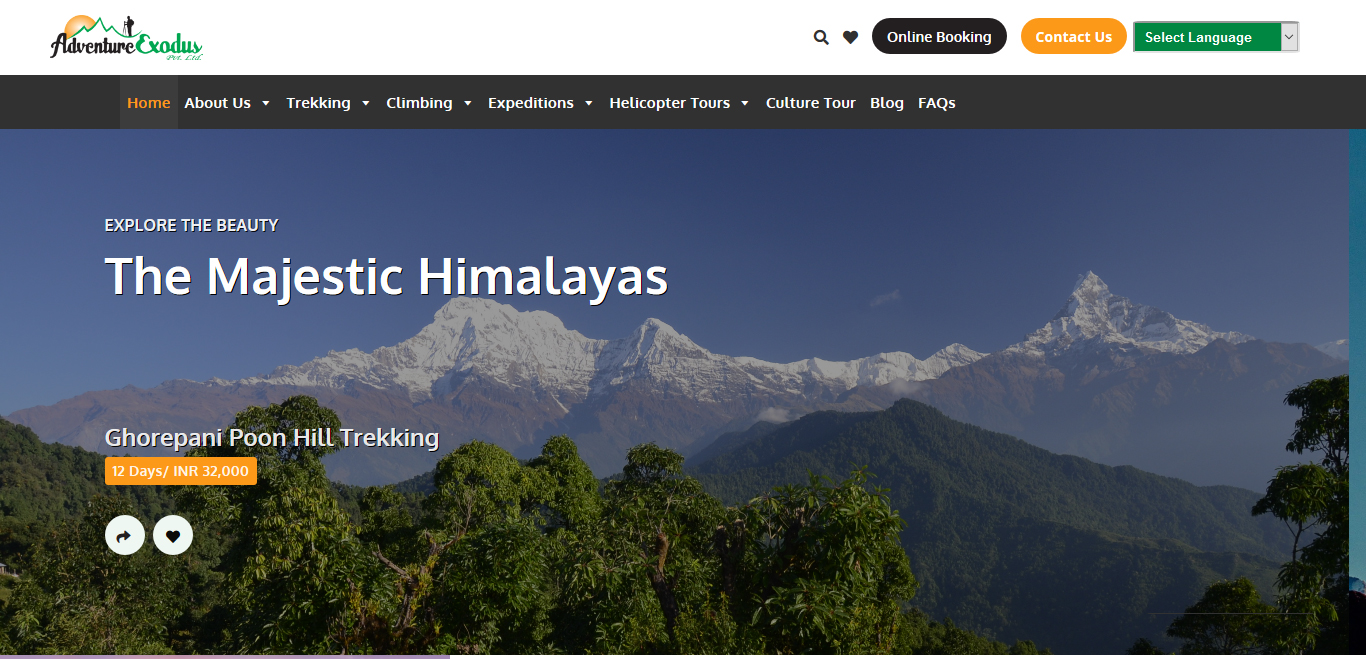 Adventure Exodus
Pvt. Ltd.
Online Booking
Contact Us
Select Language
Home
About Us
Trekking
Climbing
Expeditions
Helicopter Tours
Culture Tour
Blog
FAQs
EXPLORE THE BEAUTY
The Majestic Himalayas
Ghorepani Poon Hill Trekking
12 Days/ INR 32,000